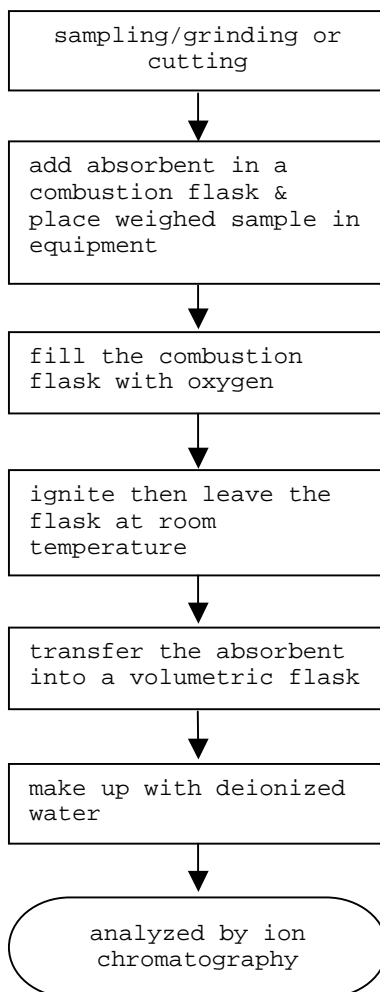 sampling/grinding or
cutting
add absorbent in a
combustion flask &
place weighed sample in
equipment
fill the combustion
flask with oxygen
ignite then leave the
flask at room
temperature
transfer the absorbent
into a volumetric flask
make up with deionized
water
analyzed by ion
chromatography